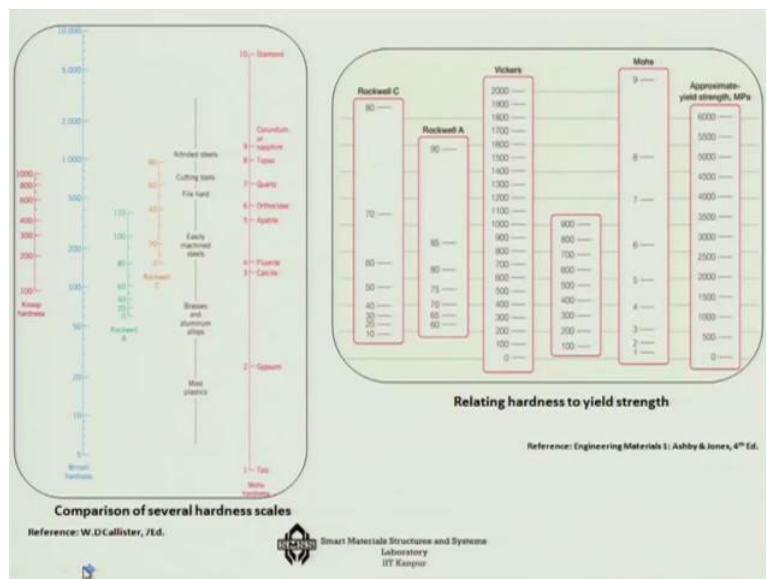 10,000
5,000
2,000
1,000
500
200
100
50
20
10
5
Brinell
hardness
1000
800
600
400
300
200
100
Knoop
hardness
110
100
80
60
40
20
0
Rockwell
B
80
60
40
20
0
Rockwell
C
Nitrided steels
Cutting tools
File hard
Easily
machined
steels
Brasses
and
aluminum
alloys
Most
plastics
10 Diamond
Corundum
or
9 sapphire
8 Topaz
7 Quartz
6 Orthoclase
5 Apatite
4 Fluorite
3 Calcite
2 Gypsum
1 Talc
Mohs
hardness
Comparison of several hardness scales
Reference: W.D Callister, 7Ed.
Rockwell C
80
70
60
50
40
30
20
10
Rockwell A
90
85
80
75
70
65
60
Vickers
2000
1900
1800
1700
1600
1500
1400
1300
1200
1100
1000
900
800
700
600
500
400
300
200
100
0
900
800
700
600
500
400
300
200
100
Mohs
9
8
7
6
5
4
3
2
1
Approximate-
yield strength, MPa
6000
5500
5000
4500
4000
3500
3000
2500
2000
1500
1000
500
0
Relating hardness to yield strength
Reference: Engineering Materials 1: Ashby & Jones, 4th Ed.
SMSS
Smart Materials Structures and Systems
Laboratory
IIT Kanpur